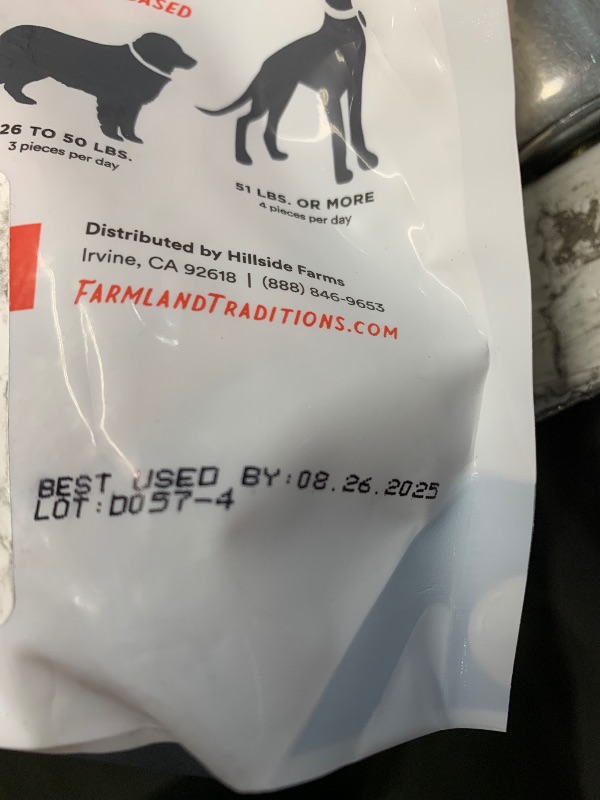 26 TO 50 LBS.
3 pieces per day
51 LBS. OR MORE
4 pieces per day
Distributed by Hillside Farms
Irvine, CA 92618 | (888) 846-9653
FARMLANDTRADITIONS.COM
BEST USED BY:08.26.2025
LOT:D057-4